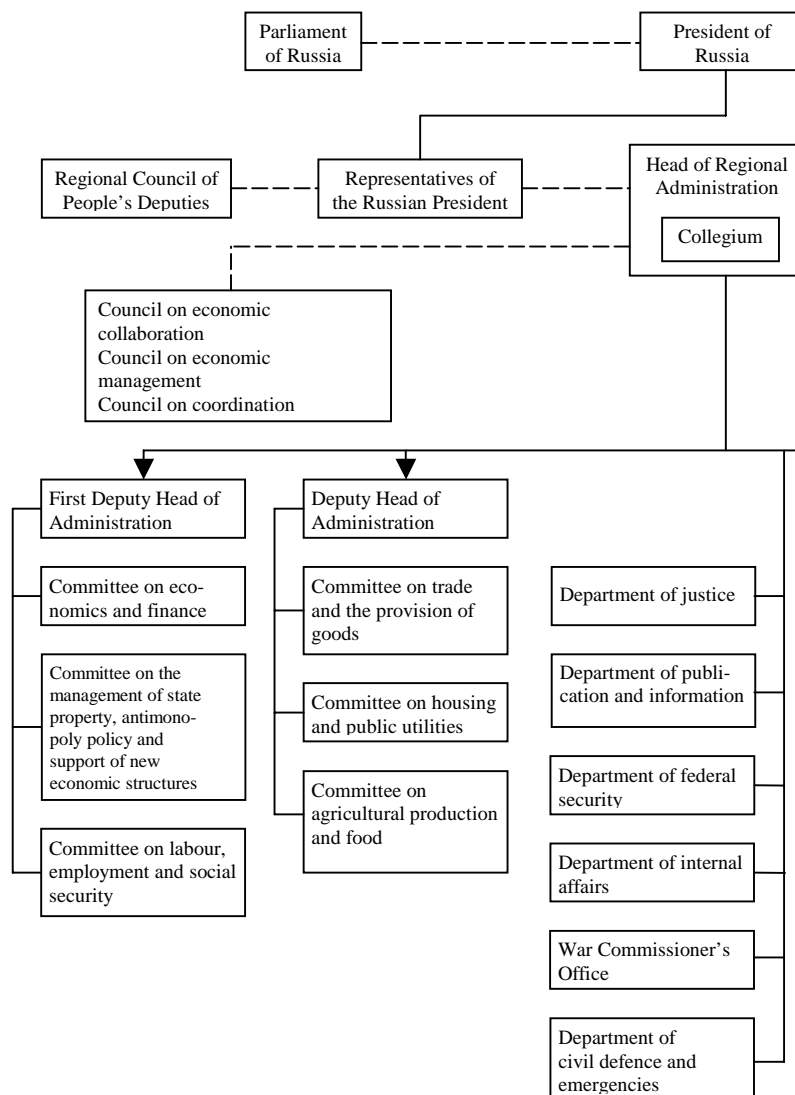 Parliament
of Russia
President of
Russia
Regional Council of
People's Deputies
Representatives of
the Russian President
Head of Regional
Administration
Collegium
Council on economic
collaboration
Council on economic
management
Council on coordination
First Deputy Head of
Administration
Committee on eco-
nomics and finance
Committee on the
management of state
property, antimono-
poly policy and
support of new
economic structures
Committee on labour,
employment and social
security
Deputy Head of
Administration
Committee on trade
and the provision of
goods
Committee on housing
and public utilities
Committee on
agricultural production
and food
Department of justice
Department of publi-
cation and information
Department of federal
security
Department of internal
affairs
War Commissioner's
Office
Department of
civil defence and
emergencies